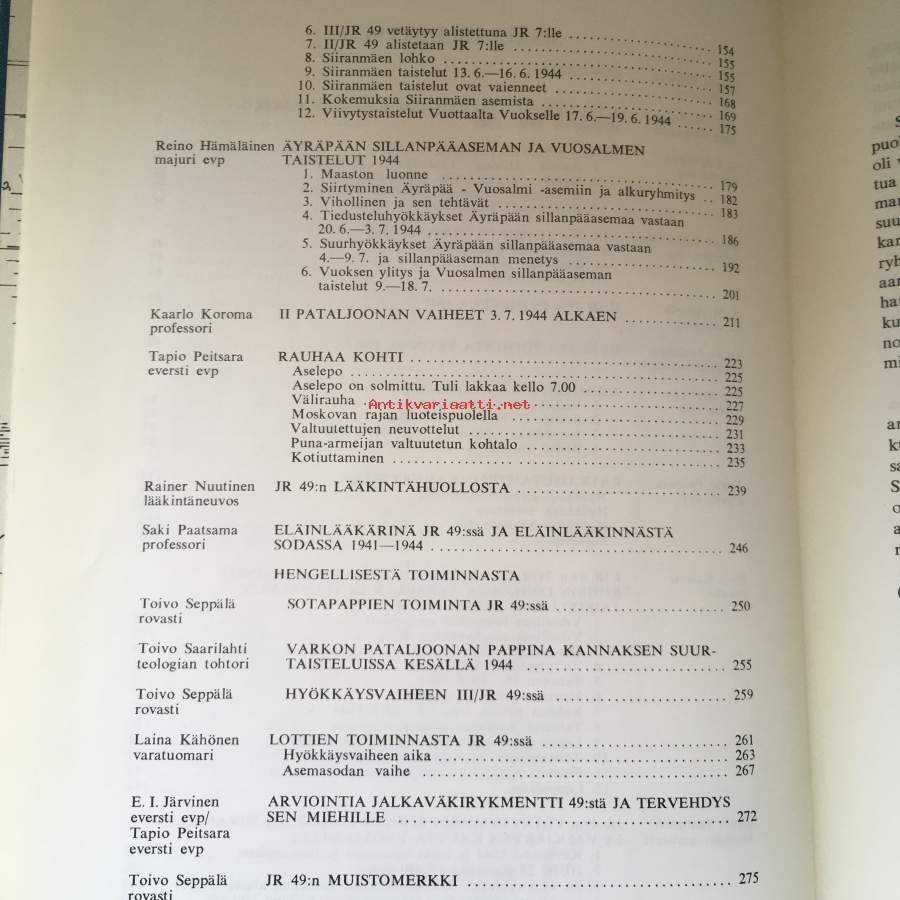 6. III/JR 49 vetäytyy alistettuna JR 7:lle 154
7. II/JR 49 alistetaan JR 7:lle 155
8. Siiranmäen lohko 155
9. Siiranmäen taistelut 13. 6.—16. 6. 1944 157
10. Siiranmäen taistelut ovat vaienneet 168
11. Kokemuksia Siiranmäen asemista 169
12. Viivytystaistelut Vuottaalta Vuokselle 17. 6.—19. 6. 1944 175
Reino Hämäläinen ÄYRÄPÄÄN SILLANPÄÄASEMAN JA VUOSALMEN
majuri evp TAISTELUT 1944
1. Maaston luonne 179
2. Siirtyminen Äyräpää - Vuosalmi -asemiin ja alkuryhmitys 182
3. Vihollinen ja sen tehtävät 183
4. Tiedusteluhyökkäykset Äyräpään sillanpääasemaa vastaan
20. 6.—3. 7. 1944 186
5. Suurhyökkäykset Äyräpään sillanpääasemaa vastaan
4.—9. 7. ja sillanpääaseman menetys 192
6. Vuoksen ylitys ja Vuosalmen sillanpääaseman
taistelut 9.—18. 7. 201
Kaarlo Koroma II PATALJOONAN VAIHEET 3. 7. 1944 ALKAEN 211
professori
Tapio Peitsara RAUHAA KOHTI 223
eversti evp Aselepo 225
Aselepo on solmittu. Tuli lakkaa kello 7.00 225
Välirauha 227
Antikvariaatti.net
Moskovan rajan luoteispuolella 229
Valtuutettujen neuvottelut 231
Puna-armeijan valtuutetun kohtalo 233
Kotiuttaminen 235
Rainer Nuutinen JR 49:n LÄÄKINTÄHUOLLOSTA 239
lääkintäneuvos
Saki Paatsama ELÄINLÄÄKÄRINÄ JR 49:ssä JA ELÄINLÄÄKINNÄSTÄ
professori SODASSA 1941—1944 246
HENGELLISESTÄ TOIMINNASTA
Toivo Seppälä SOTAPAPPIEN TOIMINTA JR 49:ssä 250
rovasti
Toivo Saarilahti VARKON PATALJOONAN PAPPINA KANNAKSEN SUUR-
teologian tohtori TAISTELUISSA KESÄLLÄ 1944 255
Toivo Seppälä HYÖKKÄYSVAIHEEN III/JR 49:ssä 259
rovasti
Laina Kähönen LOTTIEN TOIMINNASTA JR 49:ssä 261
varatuomari Hyökkäysvaiheen aika 263
Asemasodan vaihe 267
E. I. Järvinen ARVIOINTIA JALKAVÄKIRYKMENTTI 49:stä JA TERVEHDYS
eversti evp/ SEN MIEHILLE 272
Tapio Peitsara
eversti evp
Toivo Seppälä JR 49:n MUISTOMERKKI 275
rovasti